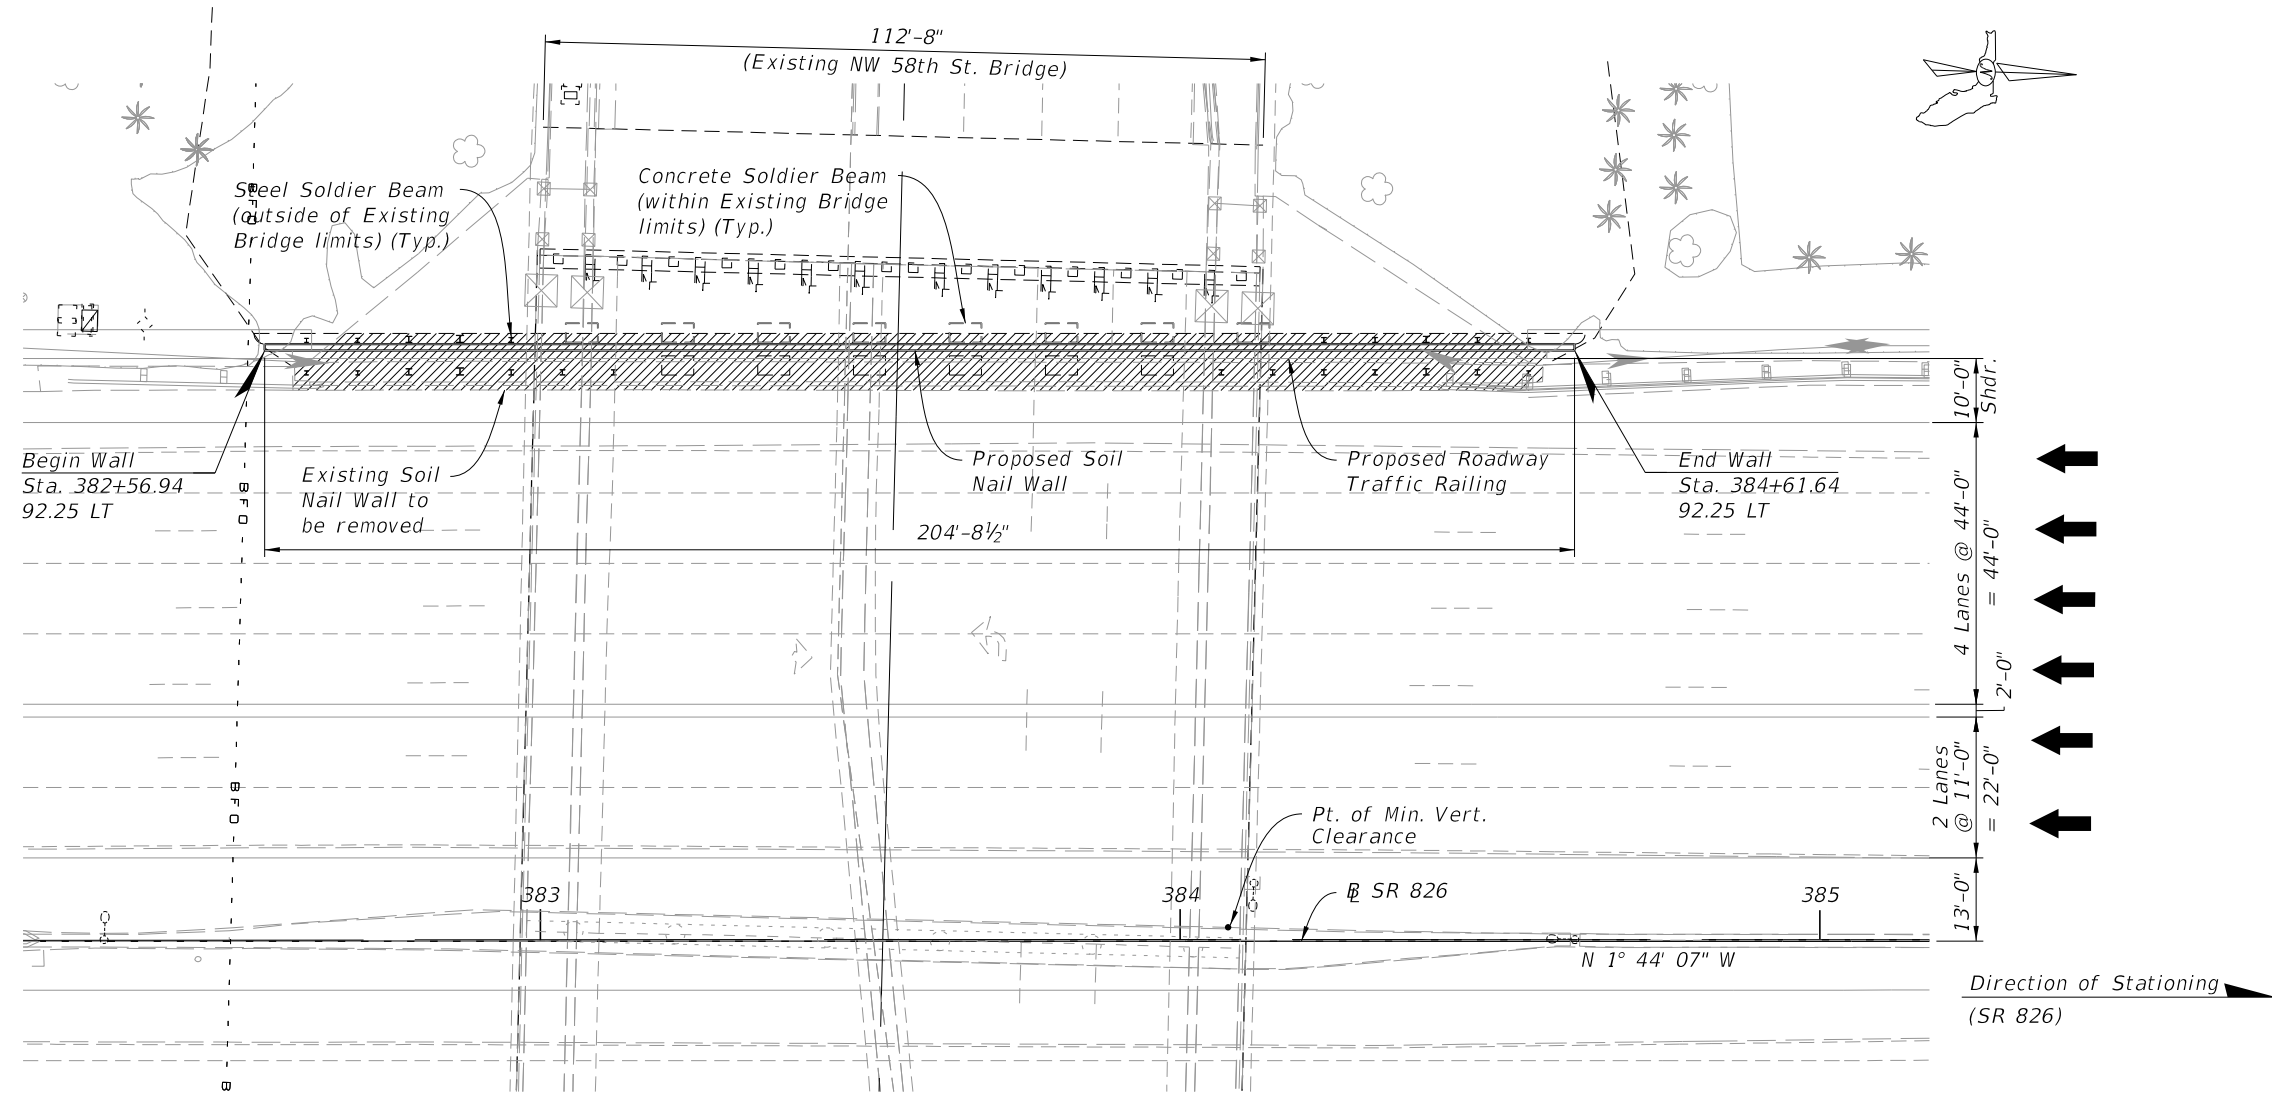 112'-8"
(Existing NW 58th St. Bridge)
N
Steel Soldier Beam
(outside of Existing
Bridge limits) (Typ.)
Concrete Soldier Beam
(within Existing Bridge
limits) (Typ.)
BFO
10'-0"
Shdr.
Begin Wall
Sta. 382+56.94
92.25 LT
Existing Soil
Nail Wall to
be removed
Proposed Soil
Nail Wall
Proposed Roadway
Traffic Railing
End Wall
Sta. 384+61.64
92.25 LT
BFO
204'-8½"
4 Lanes @ 44'-0"
= 44'-0"
2'-0"
2 Lanes
@ 11'-0"
= 22'-0"
BFO
Pt. of Min. Vert.
Clearance
383
384
BL SR 826
385
13'-0"
N 1° 44' 07" W
Direction of Stationing
(SR 826)
B